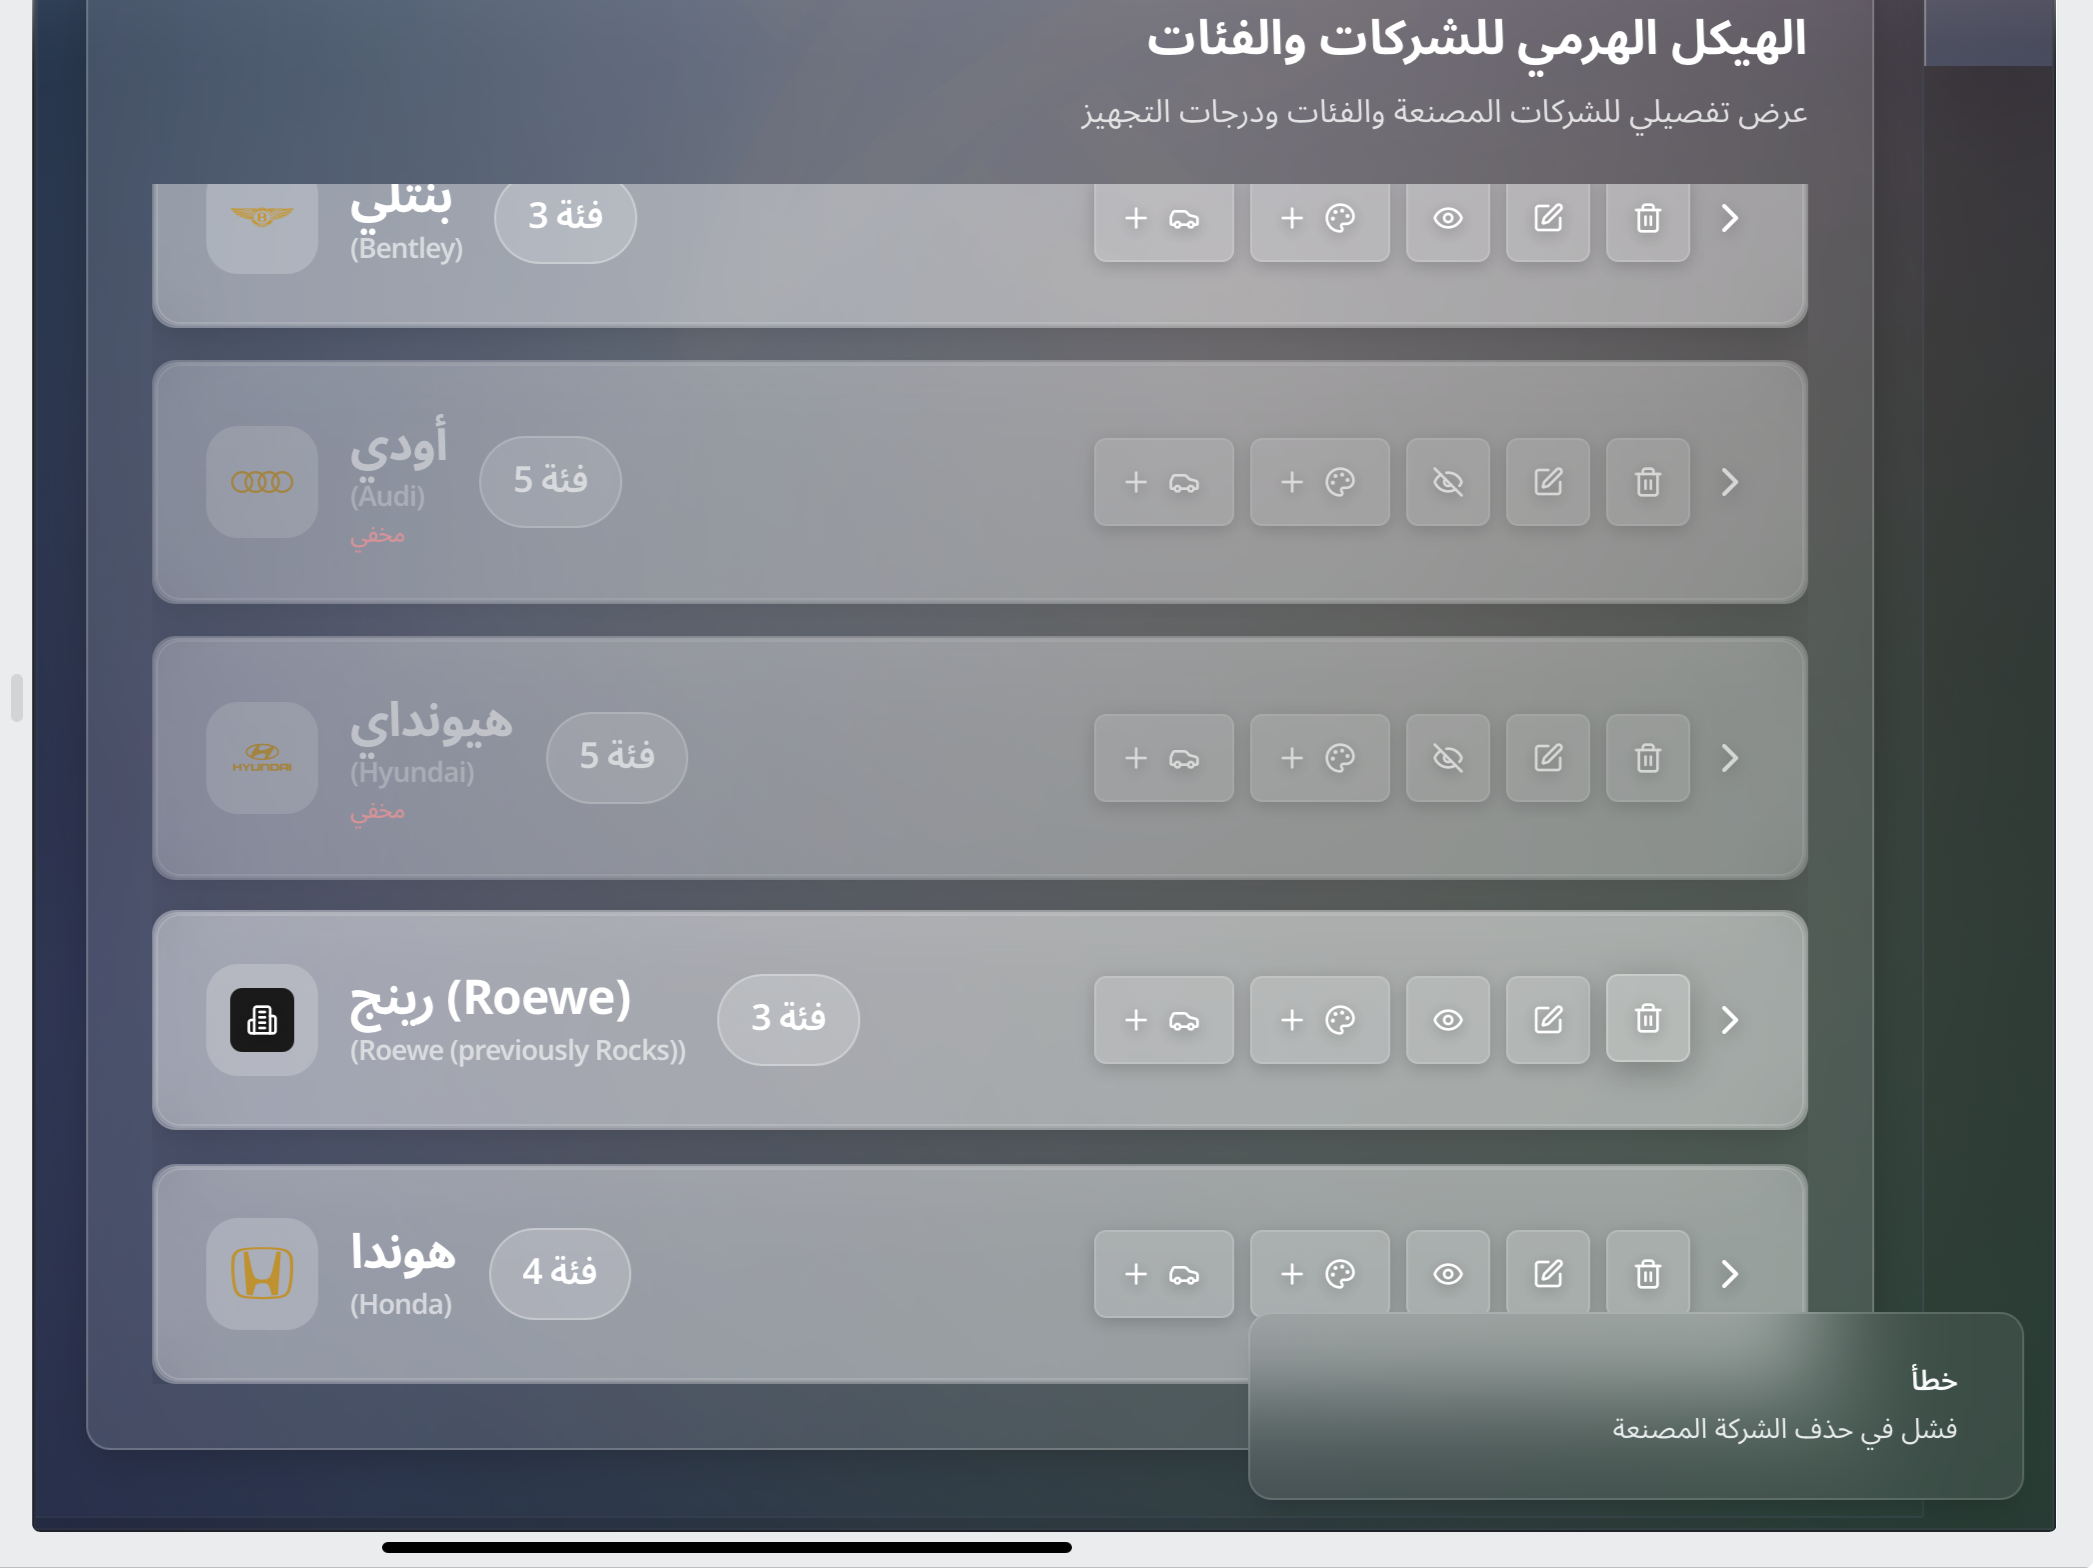 الهيكل الهرمي للشركات والفئات
عرض تفصيلي للشركات المصنعة والفئات ودرجات التجهيز
بنتلي
(Bentley)
3 فئة
أودي
(Audi)
مخفي
5 فئة
هيونداي
(Hyundai)
مخفي
5 فئة
HYUNDAI
رينج (Roewe)
(Roewe (previously Rocks))
3 فئة
هوندا
(Honda)
4 فئة
خطأ
فشل في حذف الشركة المصنعة